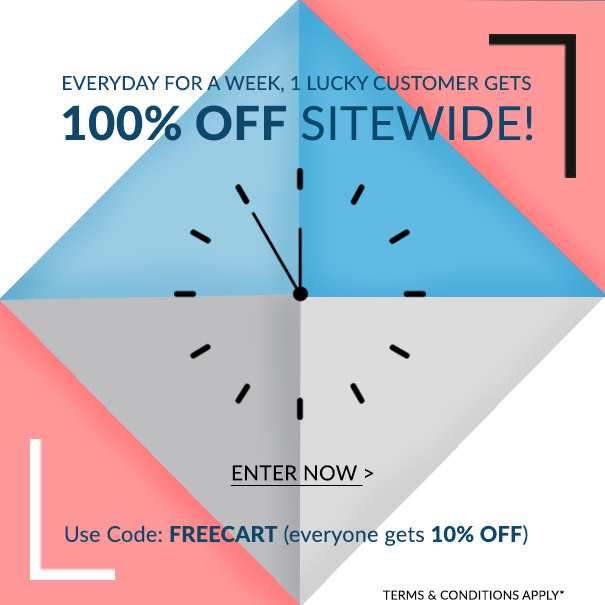 EVERYDAY FOR A WEEK, 1 LUCKY CUSTOMER GETS
100% OFF SITEWIDE!
ENTER NOW >
Use Code: FREECART (everyone gets 10% OFF)
TERMS & CONDITIONS APPLY*